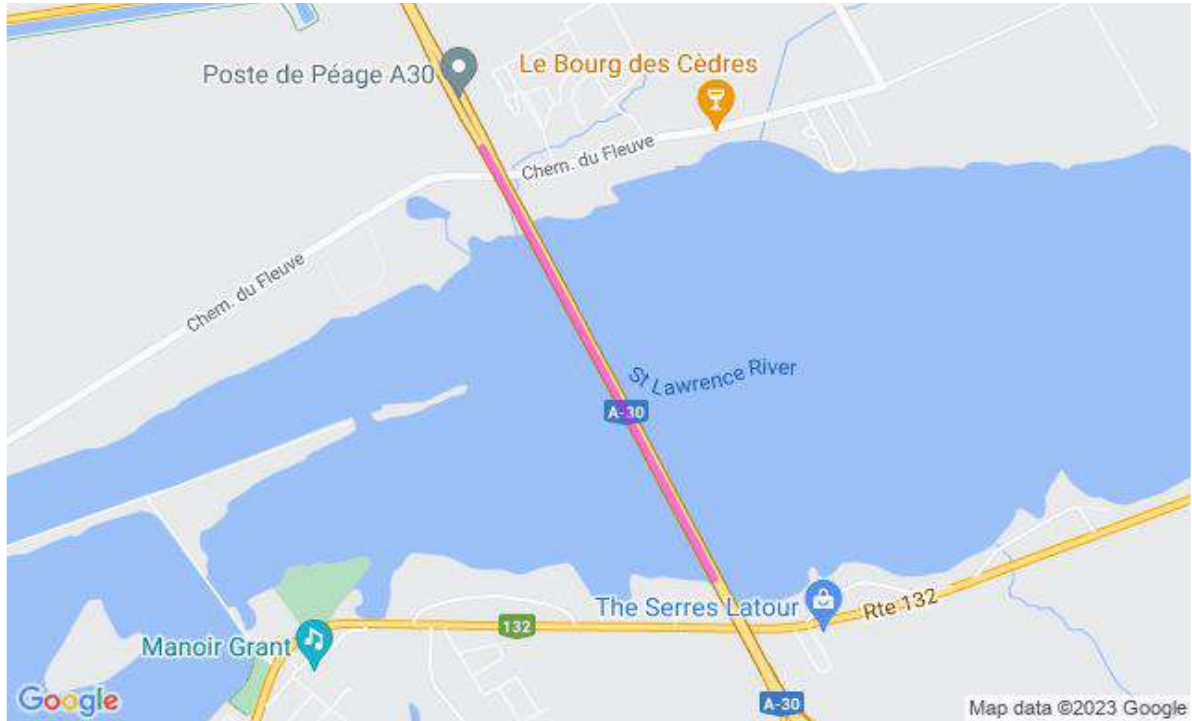 Poste de Péage A30
Le Bourg des Cèdres
Chem. du Fleuve
Chem. du Fleuve
St Lawrence River
A-30
The Serres Latour
Rte 132
132
Manoir Grant
A-30
Google
Map data ©2023 Google